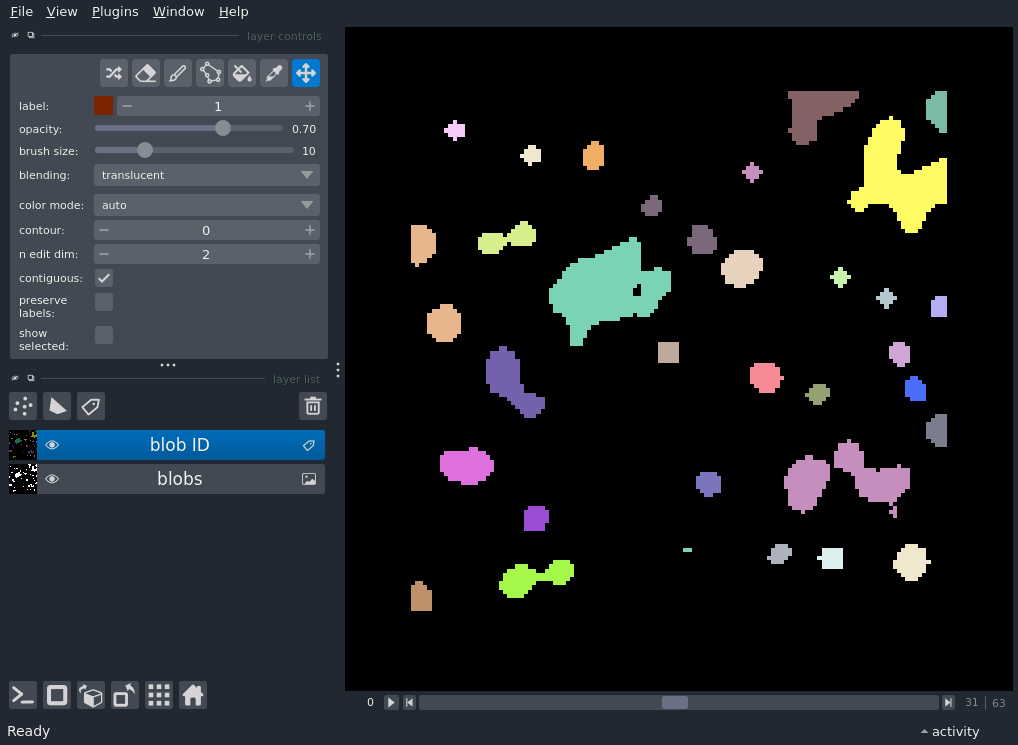 File View Plugins Window Help
layer controls
label: 1
opacity: 0.70
brush size: 10
blending: translucent
color mode: auto
contour: 0
n edit dim: 2
contiguous:
preserve
labels:
show
selected:
layer list
blob ID
blobs
0 31 | 63
Ready activity